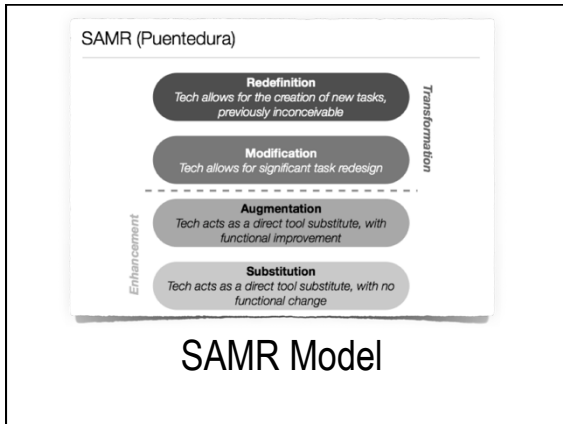 SAMR (Puentedura)
Redefinition
Tech allows for the creation of new tasks,
previously inconceivable
Transformation
Modification
Tech allows for significant task redesign
Augmentation
Tech acts as a direct tool substitute, with
functional improvement
Enhancement
Substitution
Tech acts as a direct tool substitute, with no
functional change
SAMR Model